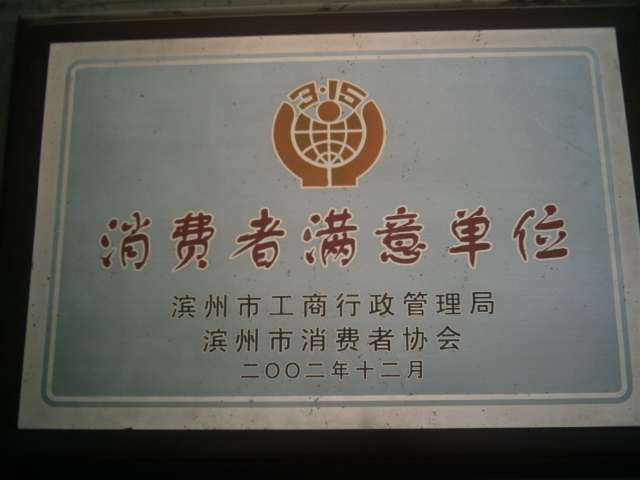 3·15
消费者满意单位
滨州市工商行政管理局
滨州市消费者协会
二〇〇二年十二月